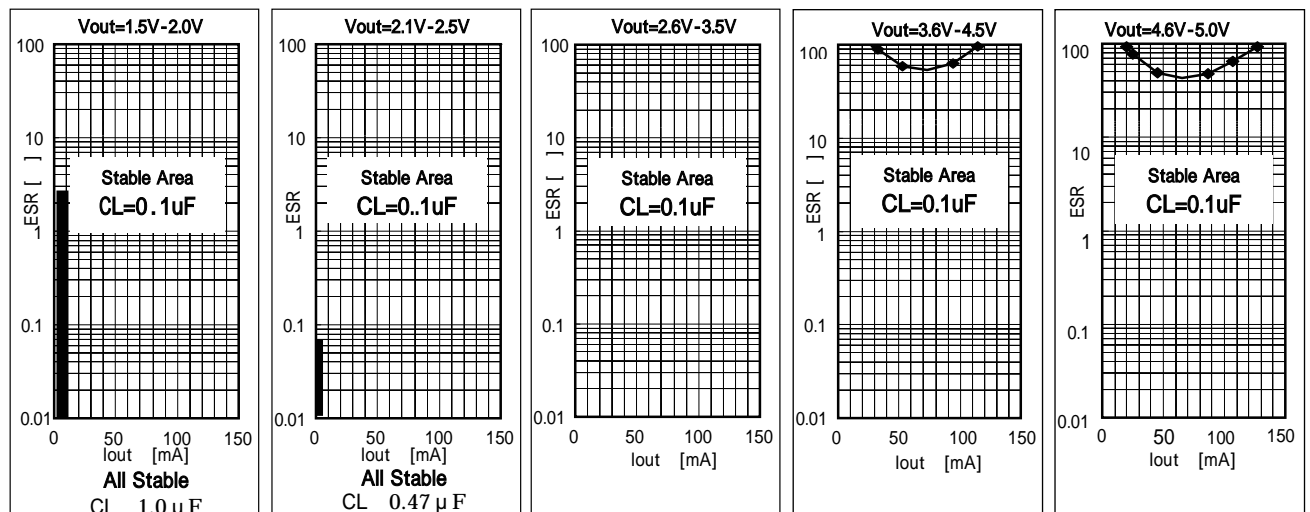 Vout=1.5V-2.0V
100
10
1
0.1
0.01
ESR [ ]
Stable Area
CL=0.1uF
0 50 100 150
Iout [mA]
All Stable
CL 1.0 μ F
Vout=2.1V-2.5V
100
10
1
0.1
0.01
ESR
Stable Area
CL=0..1uF
0 50 100 150
Iout [mA]
All Stable
CL 0.47 μ F
Vout=2.6V-3.5V
100
10
1
0.1
0.01
ESR [ ]
Stable Area
CL=0.1uF
0 50 100 150
Iout [mA]
Vout=3.6V-4.5V
100
10
1
0.1
0.01
ESR [ ]
Stable Area
CL=0.1uF
0 50 100 150
Iout [mA]
Vout=4.6V-5.0V
100
10
1
0.1
0.01
ESR
Stable Area
CL=0.1uF
0 50 100 150
Iout [mA]